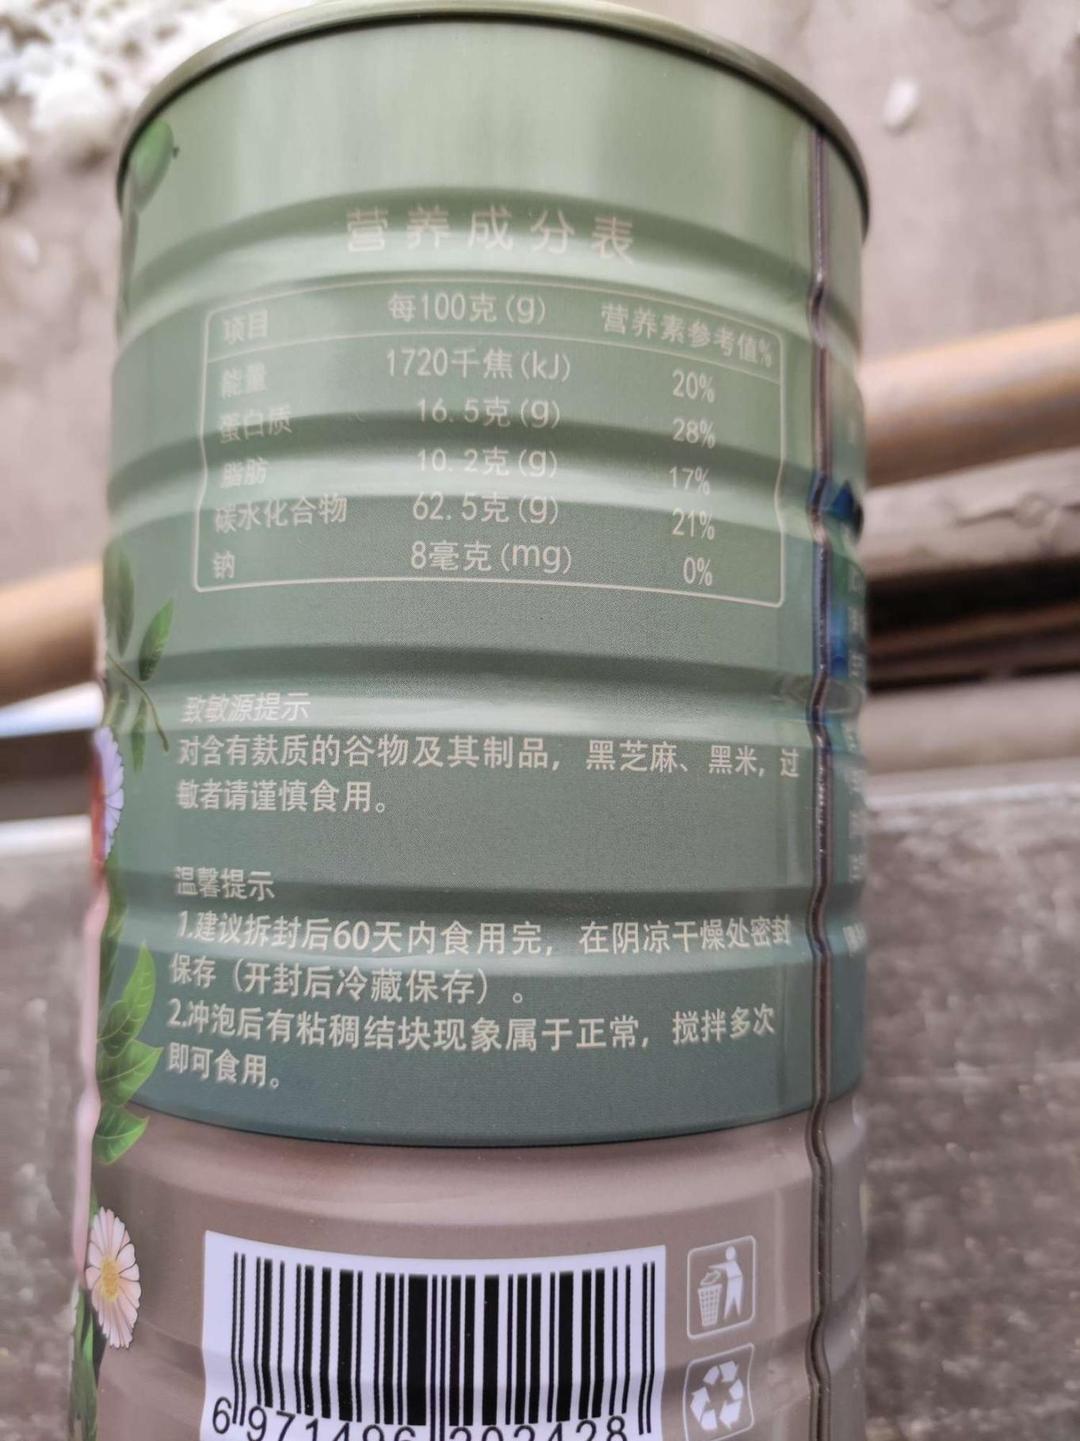 营养成分表
项目 每100克(g) 营养素参考值%
能量 1720千焦(kJ) 20%
蛋白质 16.5克(g) 28%
脂肪 10.2克(g) 17%
碳水化合物 62.5克(g) 21%
钠 8毫克(mg) 0%
致敏源提示
对含有麸质的谷物及其制品，黑芝麻、黑米，过
敏者请谨慎食用。
温馨提示
1.建议拆封后60天内食用完，在阴凉干燥处密封
保存（开封后冷藏保存）。
2.冲泡后有粘稠结块现象属于正常，搅拌多次
即可食用。
6 971496 202428